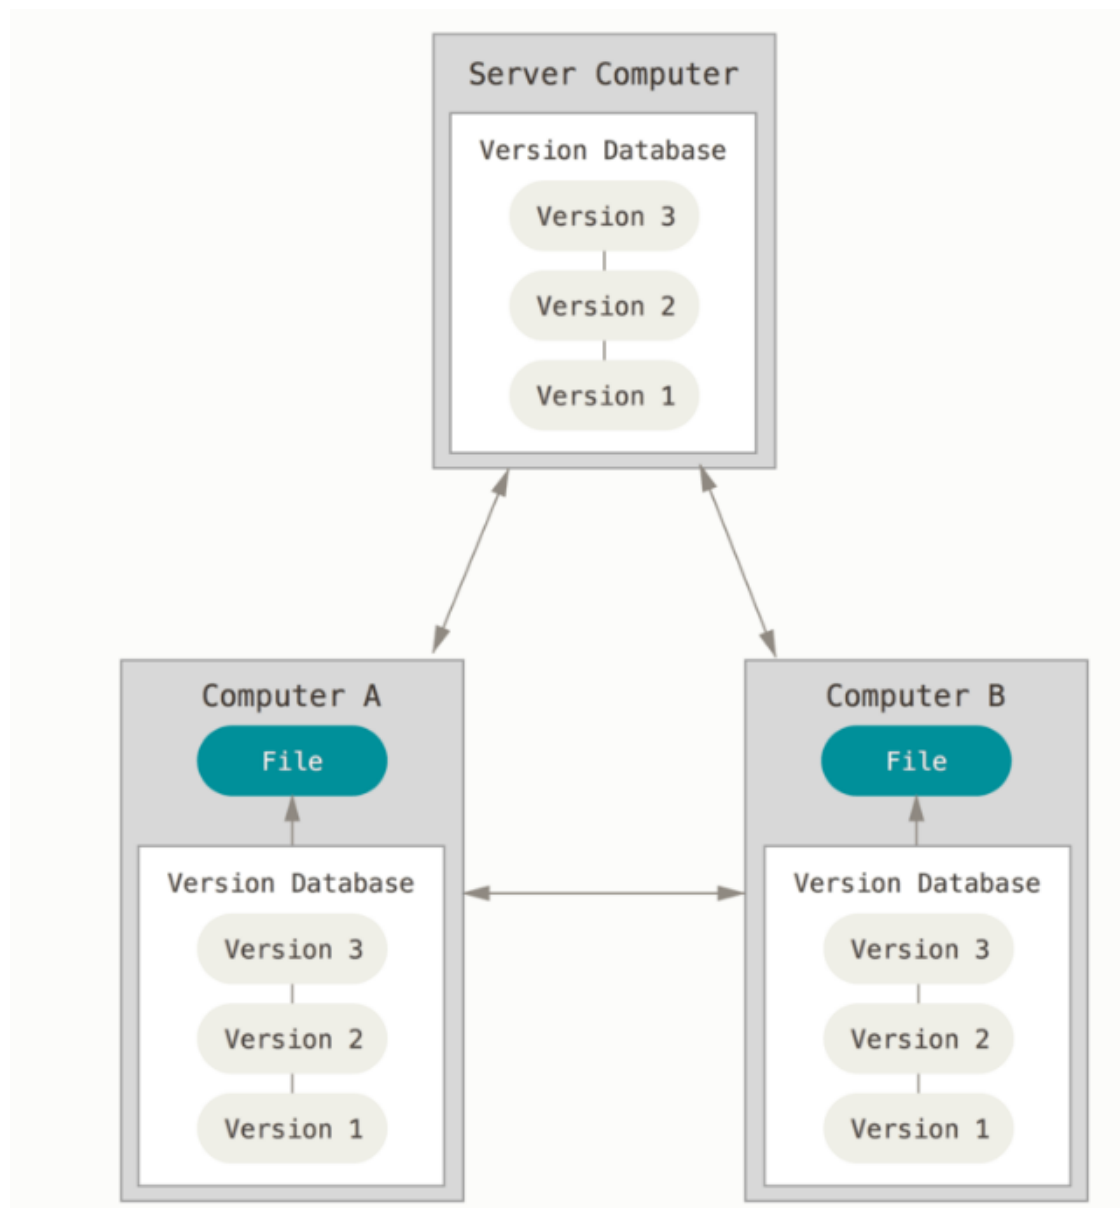 Server Computer
Version Database
Version 3
Version 2
Version 1
Computer A
File
Version Database
Version 3
Version 2
Version 1
Computer B
File
Version Database
Version 3
Version 2
Version 1